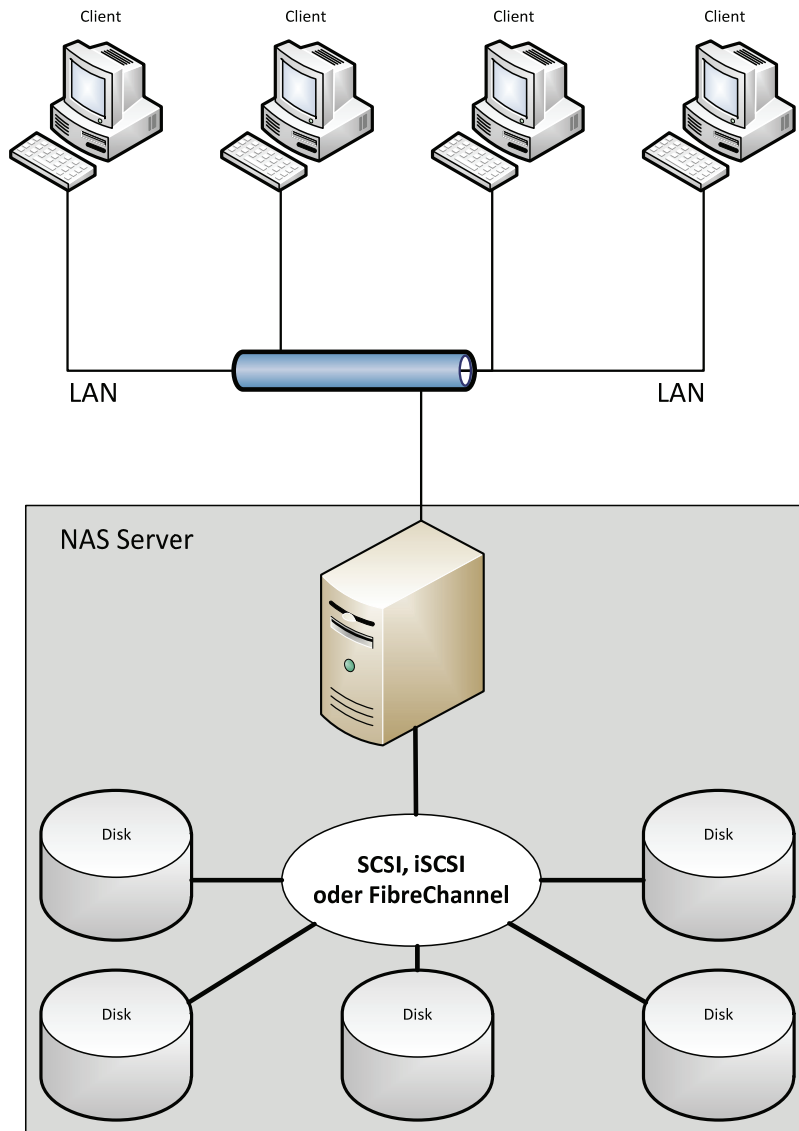 Client
Client
Client
Client
LAN
LAN
NAS Server
Disk
SCSI, iSCSI
oder FibreChannel
Disk
Disk
Disk
Disk